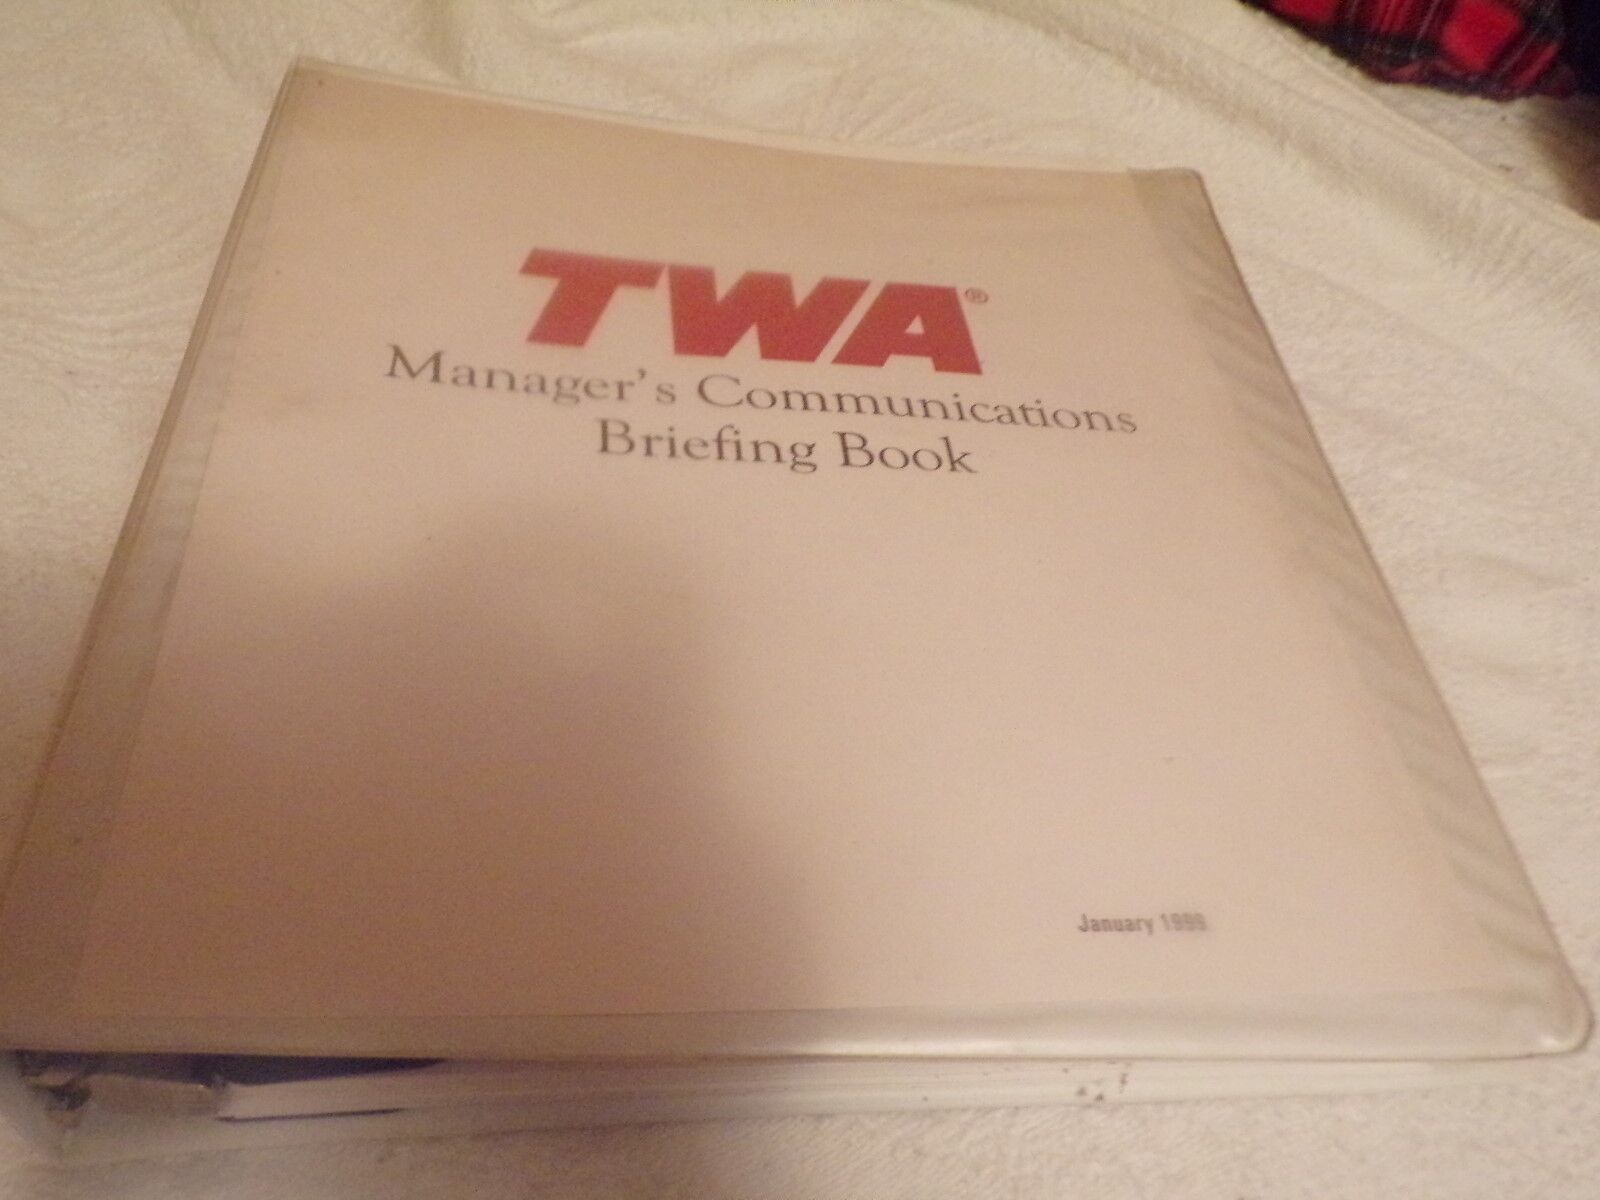 TWA®
Manager's Communications
Briefing Book
January 1999